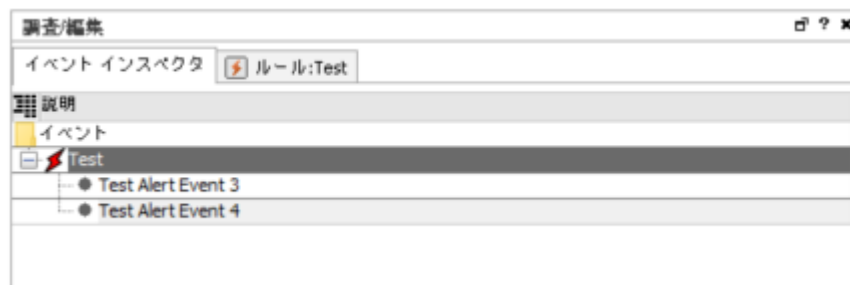 調査/編集
イベント インスペクタ ルール:Test
説明
イベント
Test
Test Alert Event 3
Test Alert Event 4